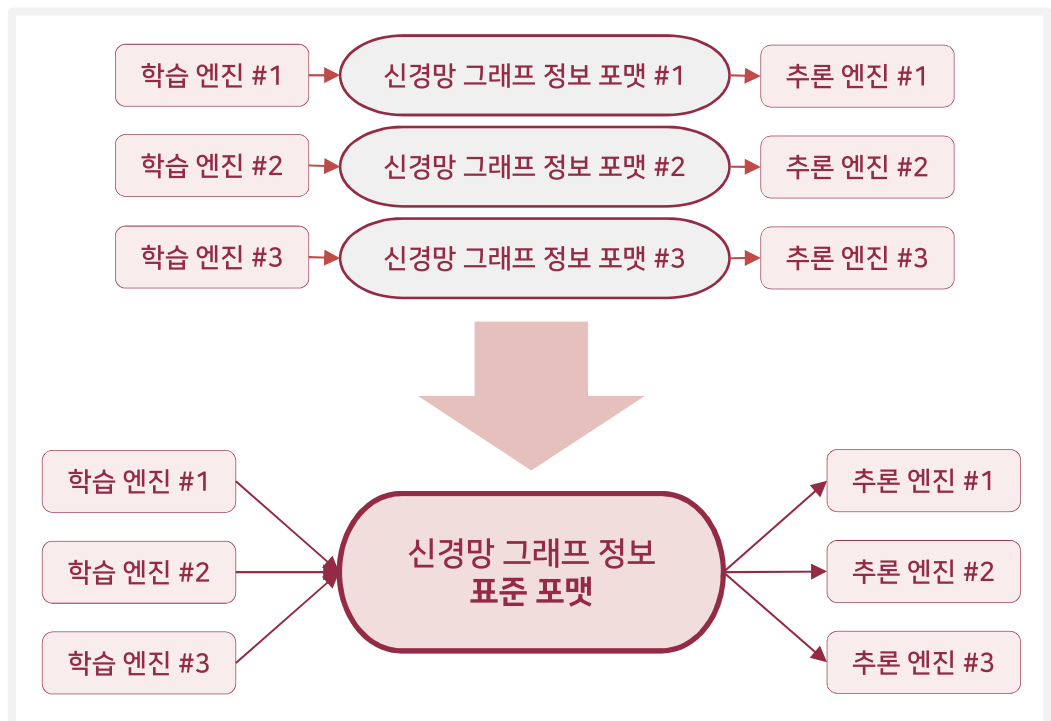 학습 엔진 #1
신경망 그래프 정보 포맷 #1
추론 엔진 #1
학습 엔진 #2
신경망 그래프 정보 포맷 #2
추론 엔진 #2
학습 엔진 #3
신경망 그래프 정보 포맷 #3
추론 엔진 #3
학습 엔진 #1
학습 엔진 #2
학습 엔진 #3
신경망 그래프 정보
표준 포맷
추론 엔진 #1
추론 엔진 #2
추론 엔진 #3